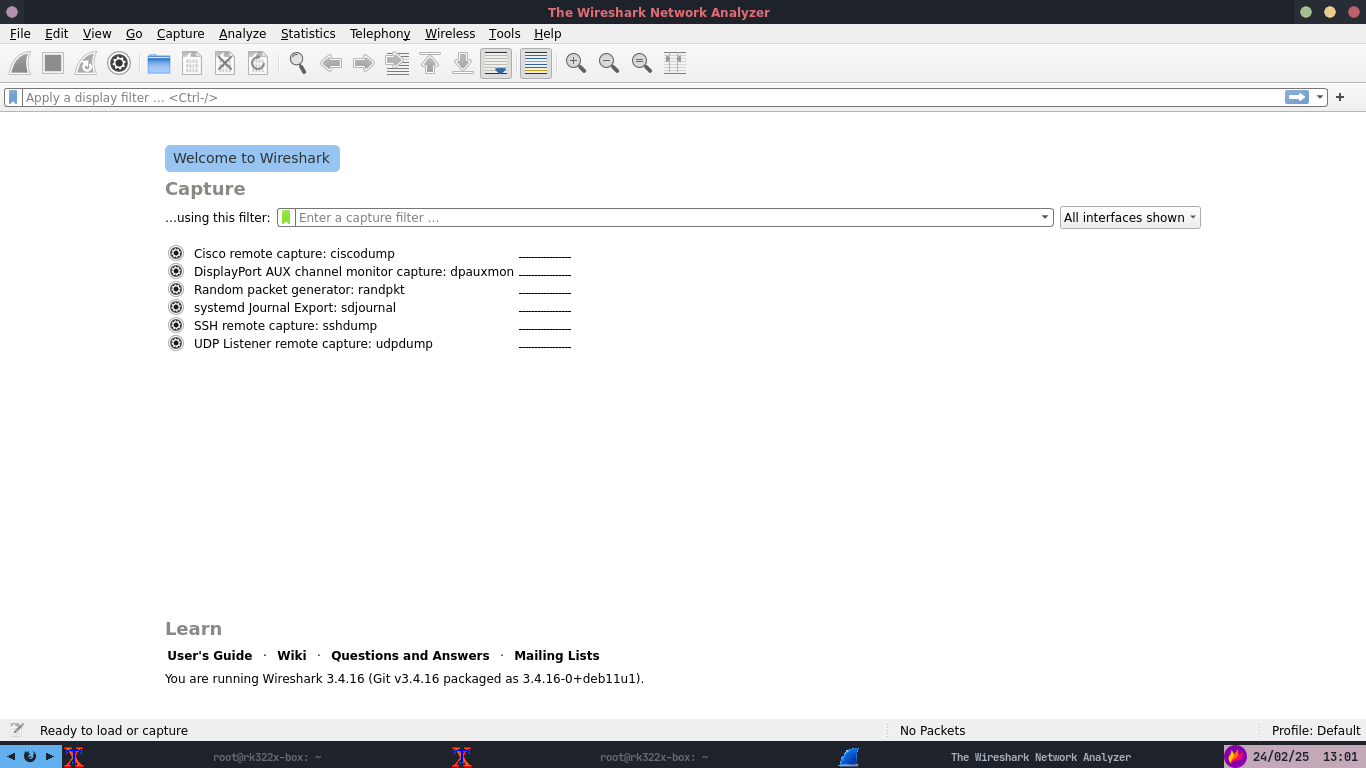 The Wireshark Network Analyzer
File Edit View Go Capture Analyze Statistics Telephony Wireless Tools Help
Apply a display filter … <Ctrl-/>
Welcome to Wireshark
Capture
…using this filter: Enter a capture filter … All interfaces shown
Cisco remote capture: ciscodump
DisplayPort AUX channel monitor capture: dpauxmon
Random packet generator: randpkt
systemd Journal Export: sdjournal
SSH remote capture: sshdump
UDP Listener remote capture: udpdump
Learn
User's Guide · Wiki · Questions and Answers · Mailing Lists
You are running Wireshark 3.4.16 (Git v3.4.16 packaged as 3.4.16-0+deb11u1).
Ready to load or capture No Packets Profile: Default
root@rk322x-box: ~ root@rk322x-box: ~ The Wireshark Network Analyzer 24/02/25 13:01